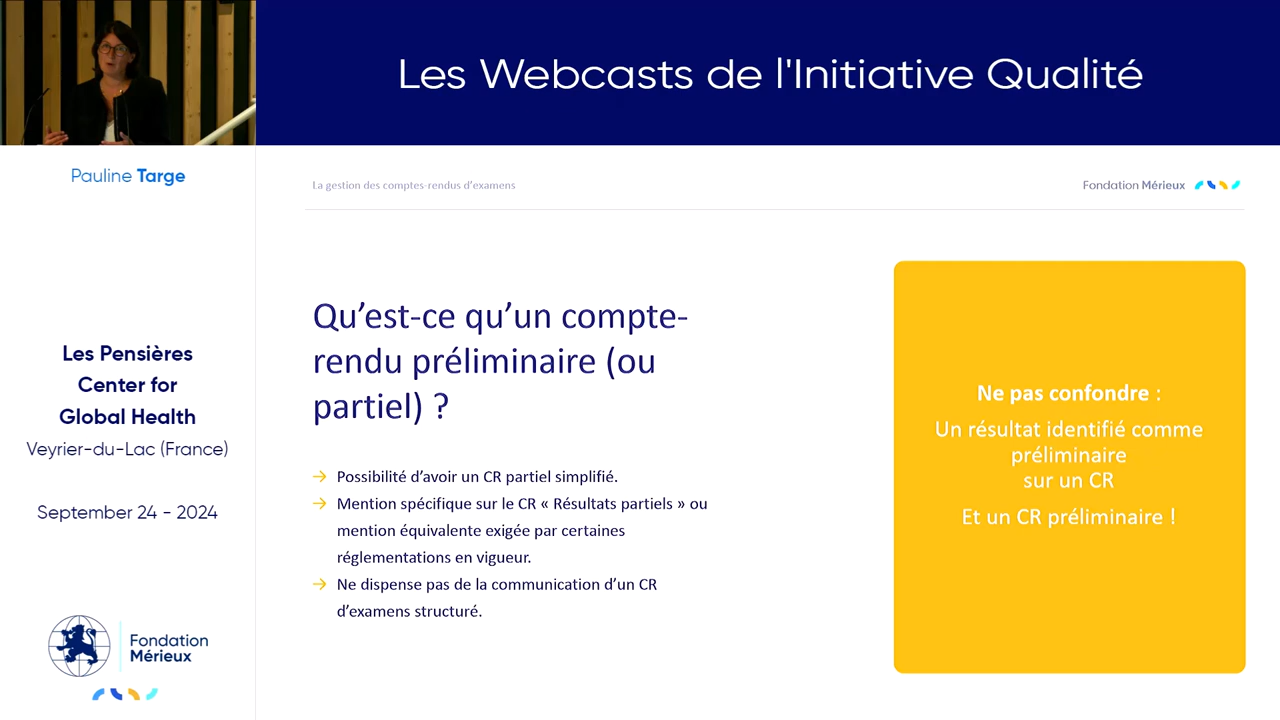 Les Webcasts de l'Initiative Qualité
Pauline Targe
Les Pensières
Center for
Global Health
Veyrier-du-Lac (France)
September 24 - 2024
Fondation
Mérieux
La gestion des comptes-rendus d'examens
Fondation Mérieux
Qu'est-ce qu'un compte-
rendu préliminaire (ou
partiel) ?
→ Possibilité d'avoir un CR partiel simplifié.
→ Mention spécifique sur le CR « Résultats partiels » ou
mention équivalente exigée par certaines
réglementations en vigueur.
→ Ne dispense pas de la communication d'un CR
d'examens structuré.
Ne pas confondre :
Un résultat identifié comme
préliminaire
sur un CR
Et un CR préliminaire !